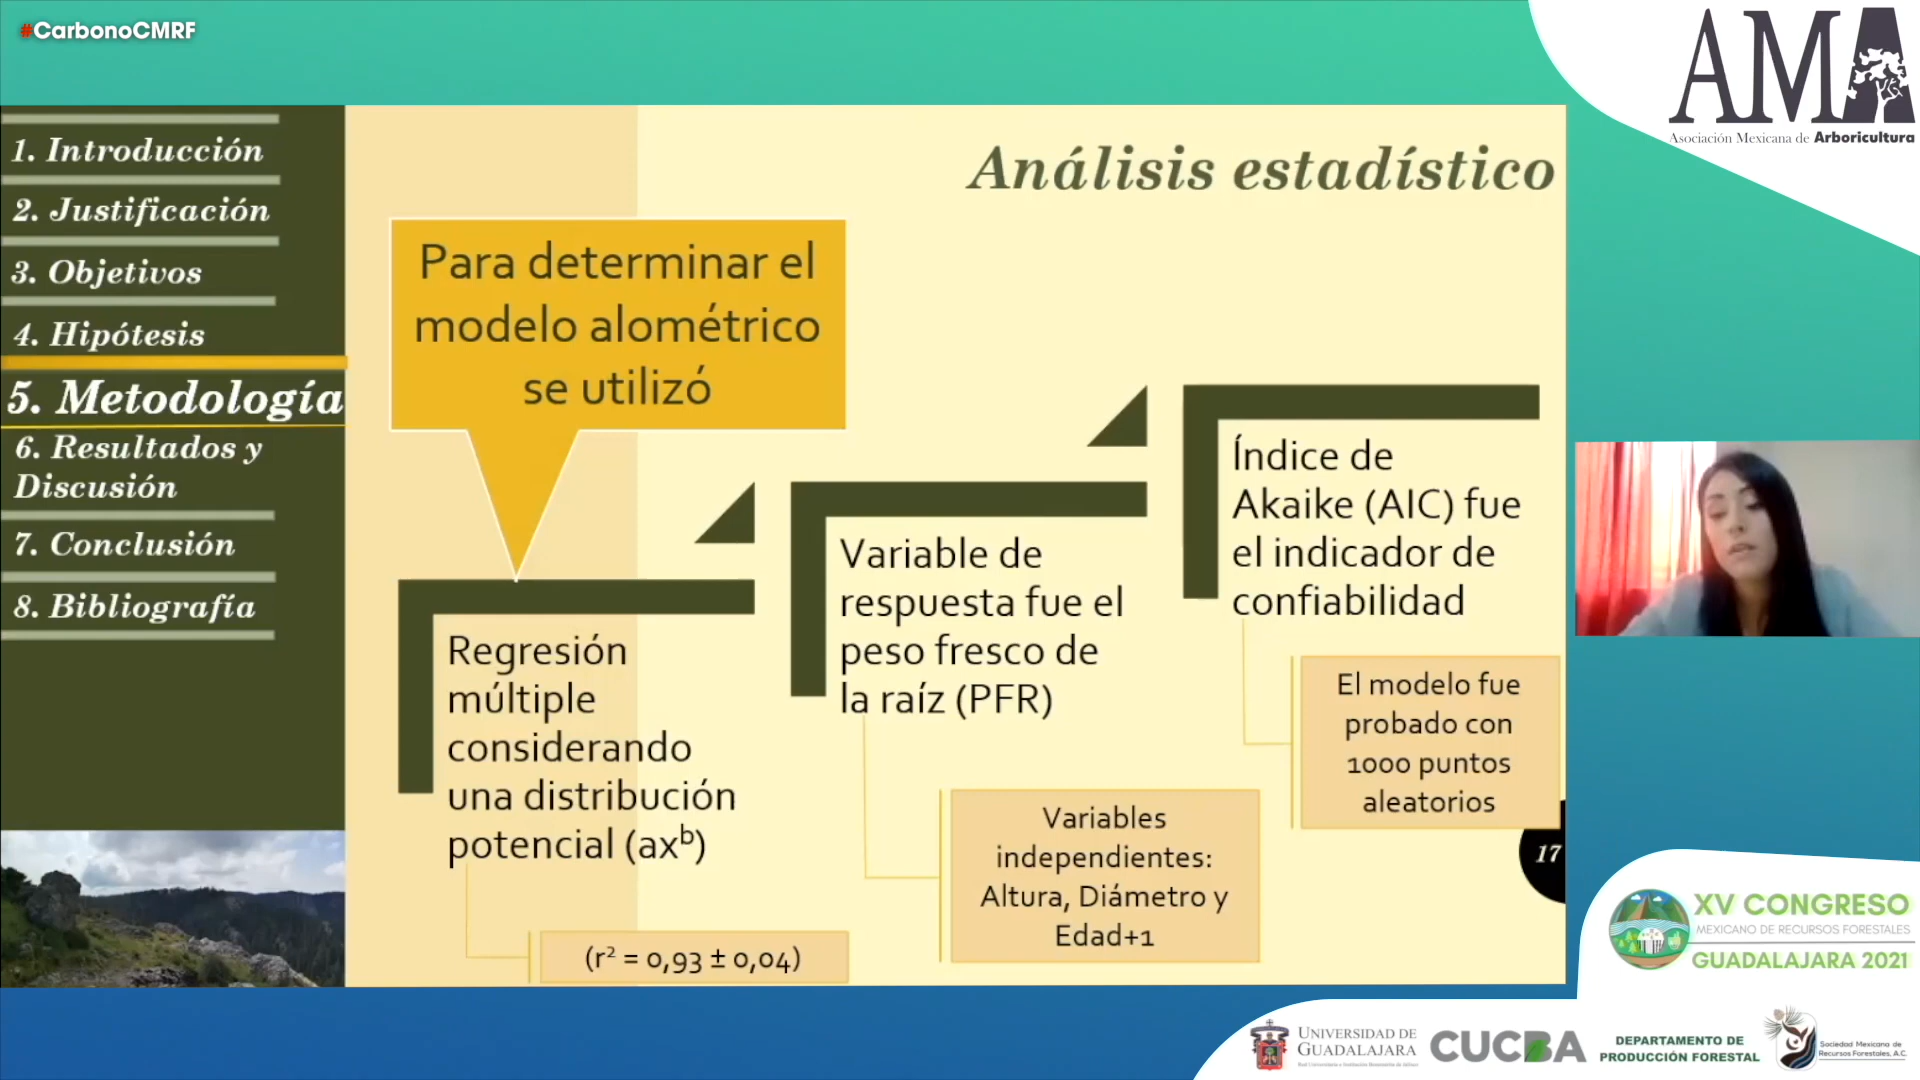 #CarbonoCMRF
AMA
Asociación Mexicana de Arboricultura
1. Introducción
2. Justificación
3. Objetivos
4. Hipótesis
5. Metodología
6. Resultados y
Discusión
7. Conclusión
8. Bibliografía
Análisis estadístico
Para determinar el
modelo alométrico
se utilizó
Regresión
múltiple
considerando
una distribución
potencial (axᵇ)
(r² = 0,93 ± 0,04)
Variable de
respuesta fue el
peso fresco de
la raíz (PFR)
Variables
independientes:
Altura, Diámetro y
Edad+1
Índice de
Akaike (AIC) fue
el indicador de
confiabilidad
El modelo fue
probado con
1000 puntos
aleatorios
17
XV CONGRESO
MEXICANO DE RECURSOS FORESTALES
GUADALAJARA 2021
UNIVERSIDAD DE
GUADALAJARA
CUCBA
DEPARTAMENTO DE
PRODUCCIÓN FORESTAL
Sociedad Mexicana de
Recursos Forestales, A.C.